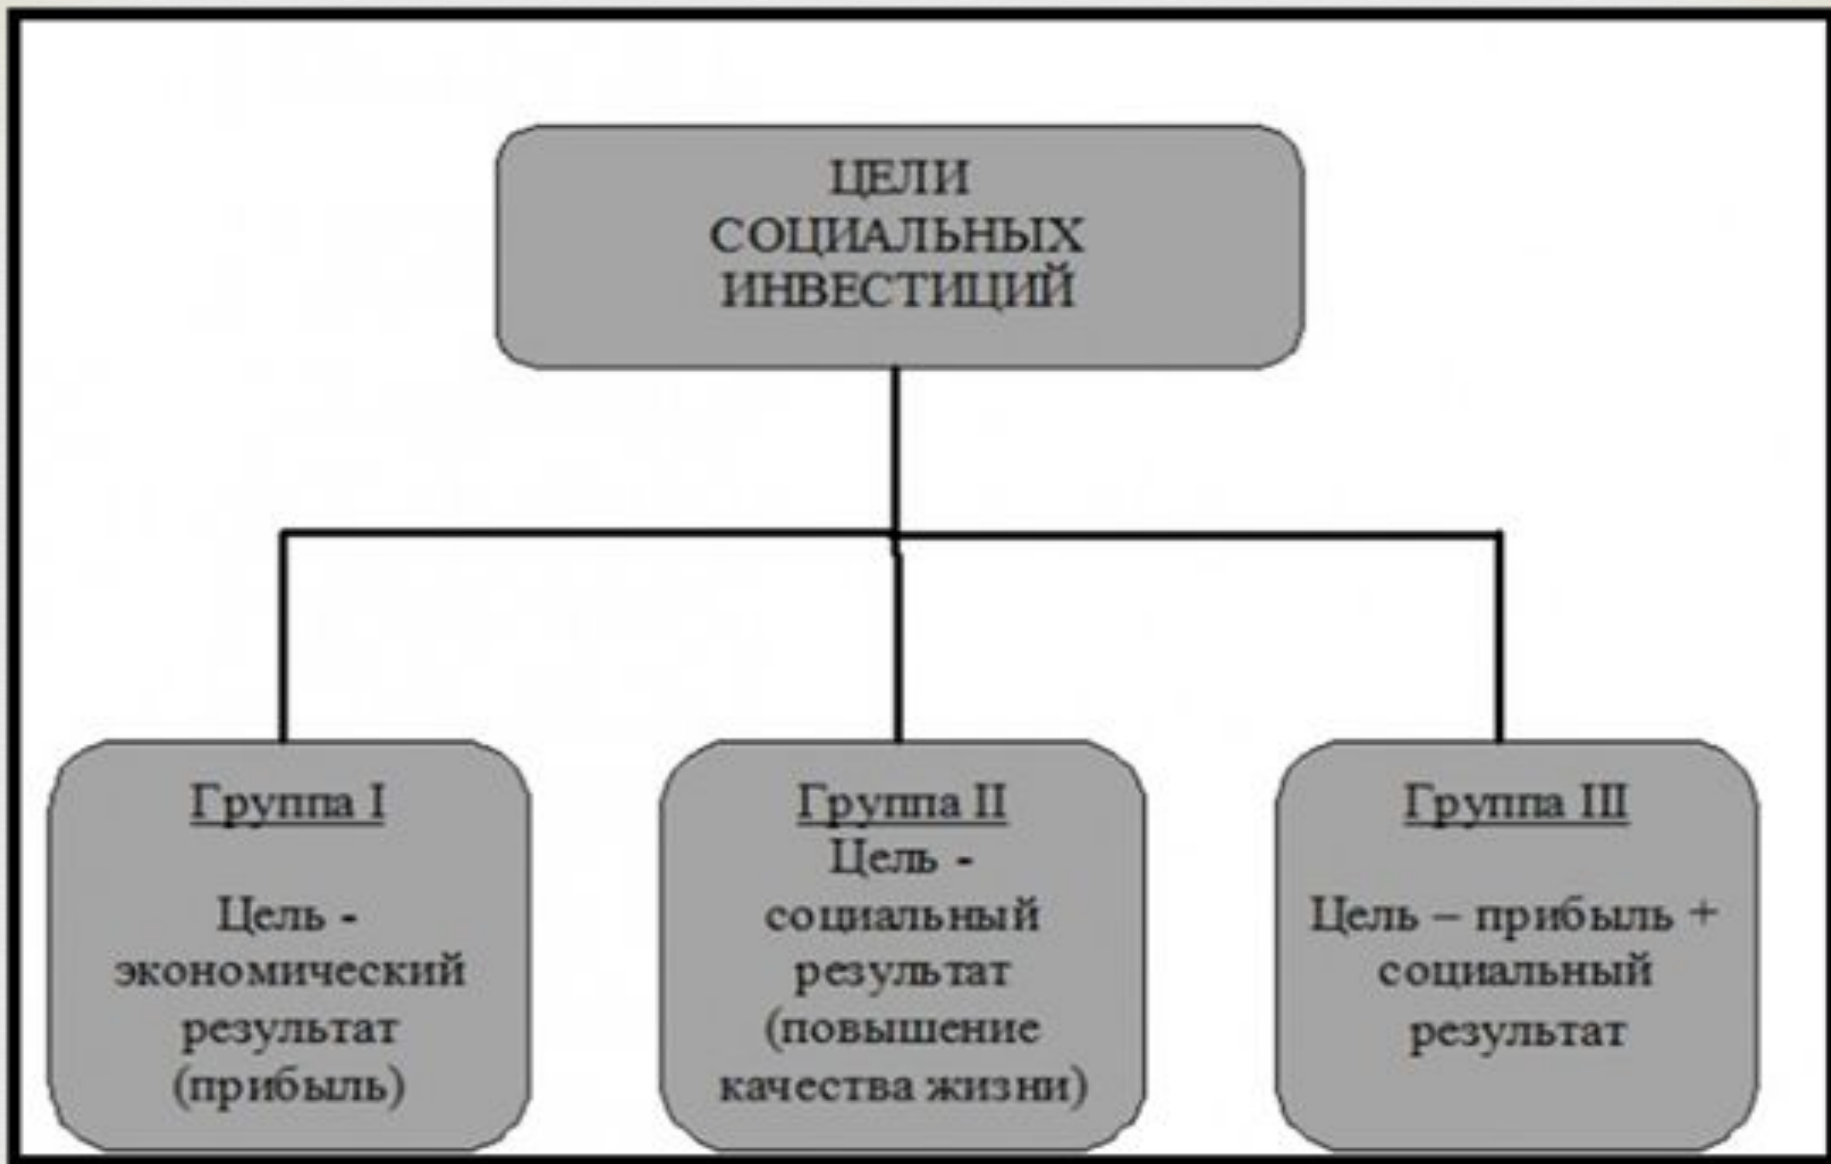 ЦЕЛИ
СОЦИАЛЬНЫХ
ИНВЕСТИЦИЙ
Группа I
Цель -
экономический
результат
(прибыль)
Группа II
Цель -
социальный
результат
(повышение
качества жизни)
Группа III
Цель – прибыль +
социальный
результат